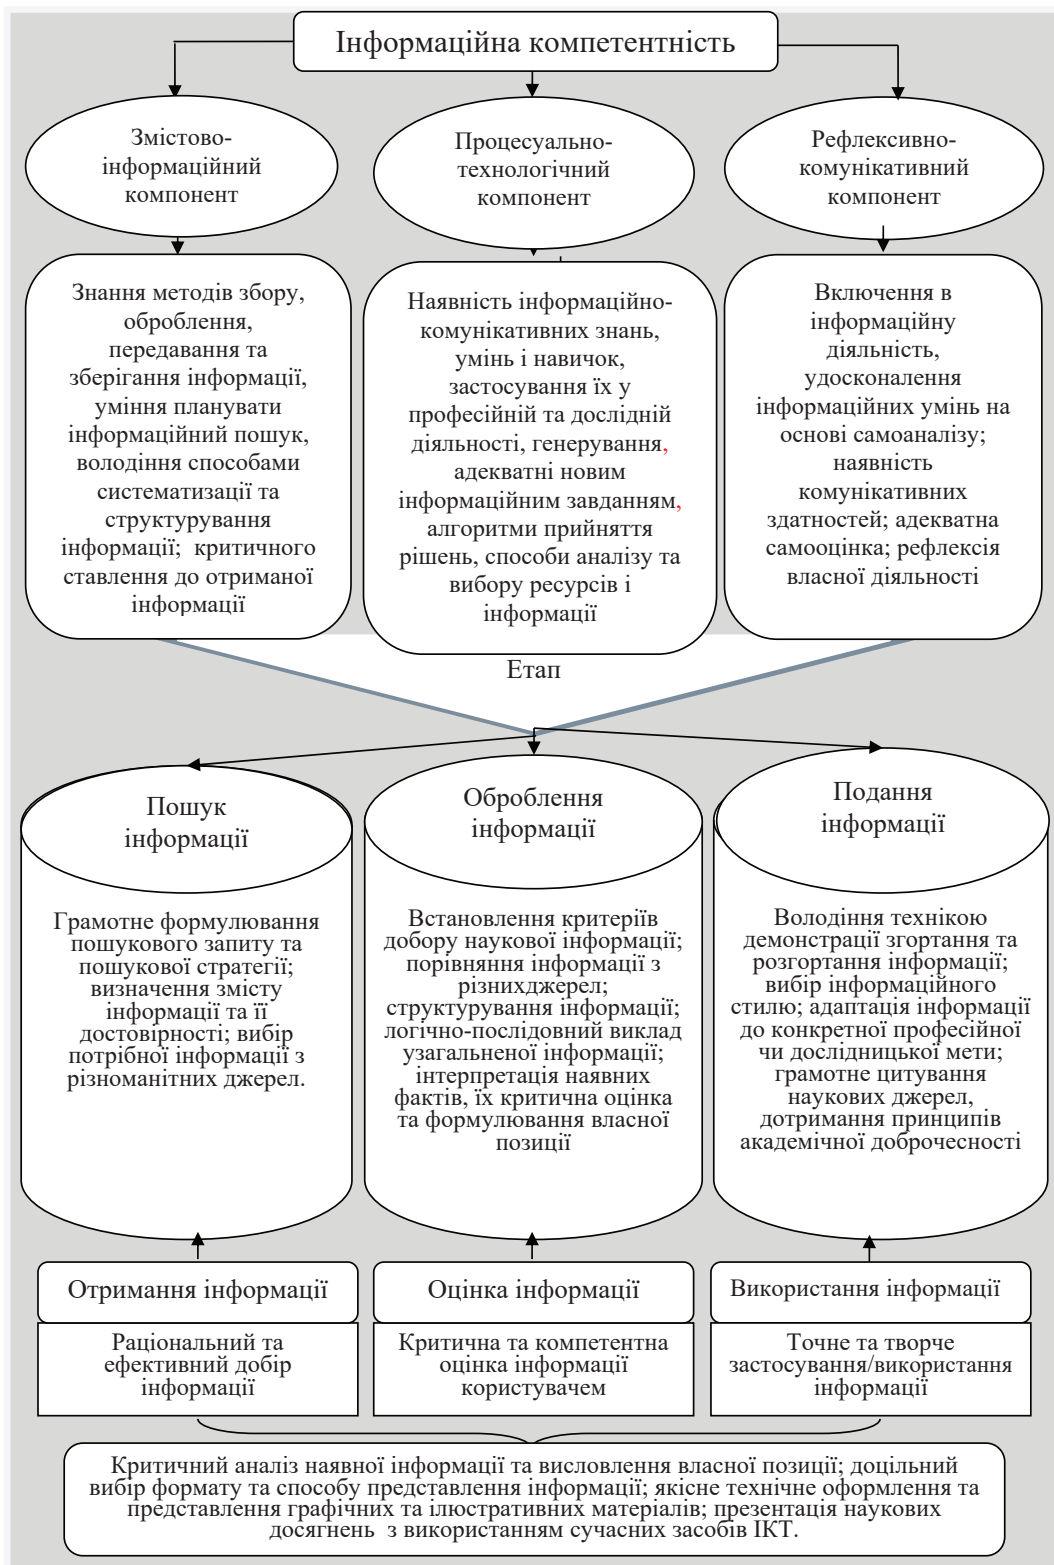 Інформаційна компетентність
Змістово-
інформаційний
компонент
Процесуально-
технологічний
компонент
Рефлексивно-
комунікативний
компонент
Знання методів збору,
оброблення,
передавання та
зберігання інформації,
уміння планувати
інформаційний пошук,
володіння способами
систематизації та
структурування
інформації;  критичного
ставлення до отриманої
інформації
Наявність інформаційно-
комунікативних знань,
умінь і навичок,
застосування їх у
професійній та дослідній
діяльності, генерування,
адекватні новим
інформаційним завданням,
алгоритми прийняття
рішень, способи аналізу та
вибору ресурсів і
інформації
Включення в
інформаційну
діяльність,
удосконалення
інформаційних умінь на
основі самоаналізу;
наявність
комунікативних
здатностей; адекватна
самооцінка; рефлексія
власної діяльності
Етап
Пошук
інформації
Оброблення
інформації
Подання
інформації
Грамотне формулювання
пошукового запиту та
пошукової стратегії;
визначення змісту
інформації та її
достовірності; вибір
потрібної інформації з
різноманітних джерел.
Встановлення критеріїв
добору наукової інформації;
порівняння інформації з
різнихджерел;
структурування інформації;
логічно-послідовний виклад
узагальненої інформації;
інтерпретація наявних
фактів, їх критична оцінка
та формулювання власної
позиції
Володіння технікою
демонстрації згортання та
розгортання інформації;
вибір інформаційного
стилю; адаптація інформації
до конкретної професійної
чи дослідницької мети;
грамотне цитування
наукових джерел,
дотримання принципів
академічної доброчесності
Отримання інформації
Оцінка інформації
Використання інформації
Раціональний та
ефективний добір
інформації
Критична та компетентна
оцінка інформації
користувачем
Точне та творче
застосування/використання
інформації
Критичний аналіз наявної інформації та висловлення власної позиції; доцільний
вибір формату та способу представлення інформації; якісне технічне оформлення та
представлення графічних та ілюстративних матеріалів; презентація наукових
досягнень  з використанням сучасних засобів ІКТ.